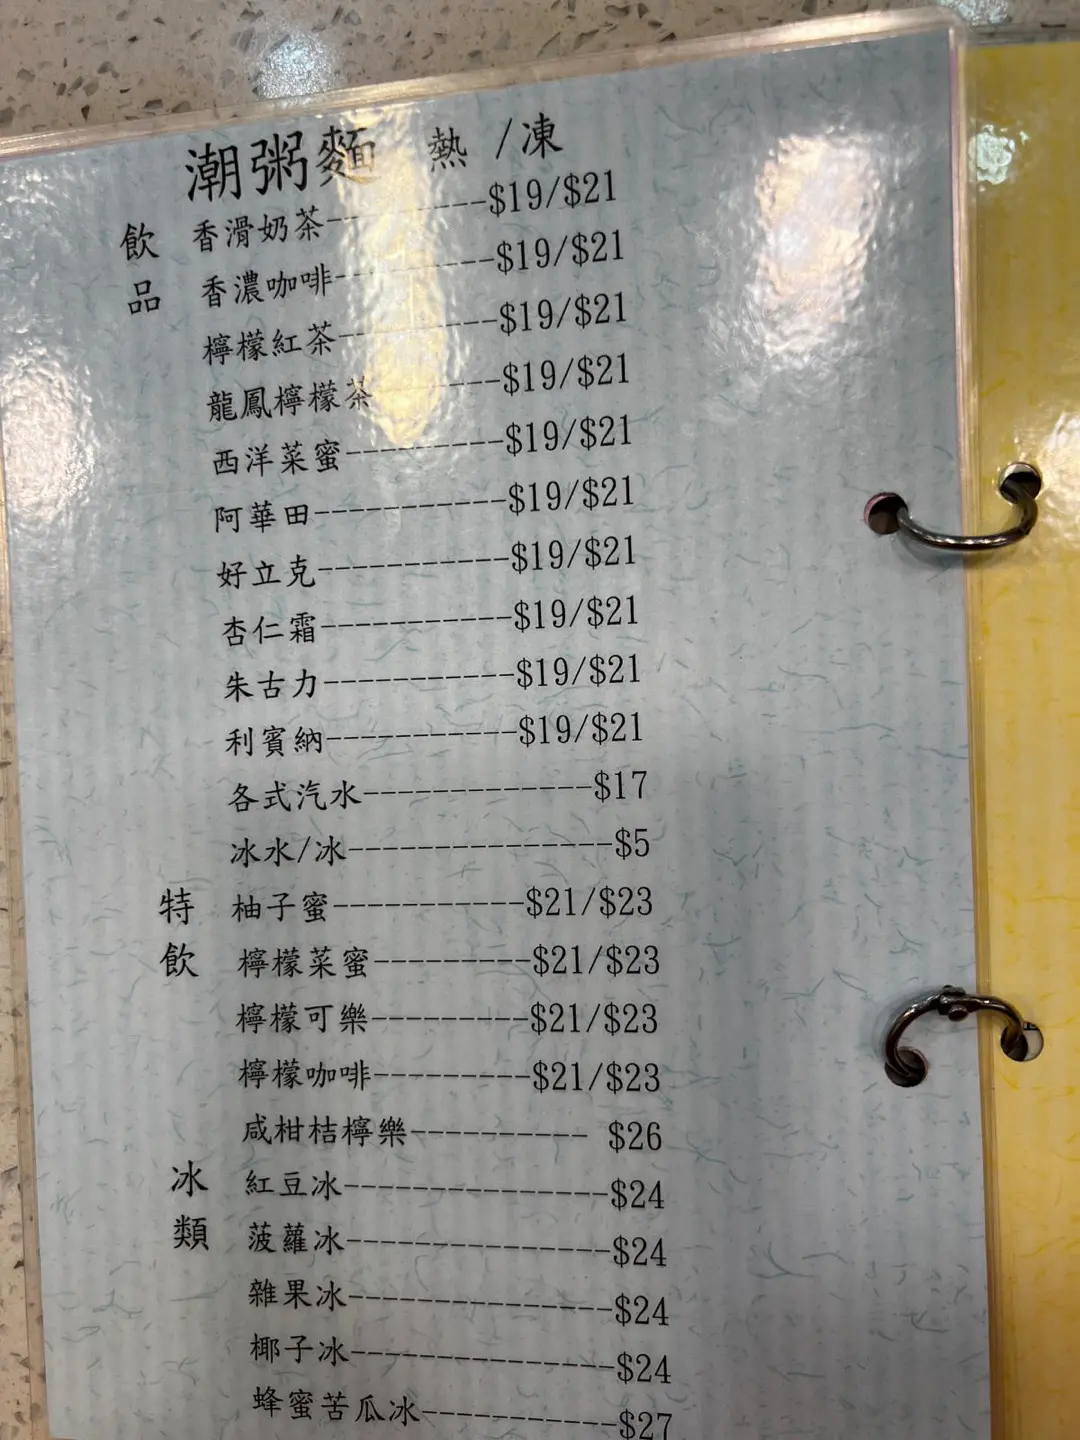 潮粥麵 熱 /凍
飲品
香滑奶茶----------$19/$21
香濃咖啡----------$19/$21
檸檬紅茶----------$19/$21
龍鳳檸檬茶--------$19/$21
西洋菜蜜----------$19/$21
阿華田------------$19/$21
好立克------------$19/$21
杏仁霜------------$19/$21
朱古力------------$19/$21
利賓納------------$19/$21
各式汽水--------------$17
冰水/冰----------------$5
特飲
柚子蜜------------$21/$23
檸檬菜蜜----------$21/$23
檸檬可樂----------$21/$23
檸檬咖啡----------$21/$23
咸柑桔檸樂----------- $26
冰類
紅豆冰----------------$24
菠蘿冰----------------$24
雜果冰----------------$24
椰子冰----------------$24
蜂蜜苦瓜冰------------$27